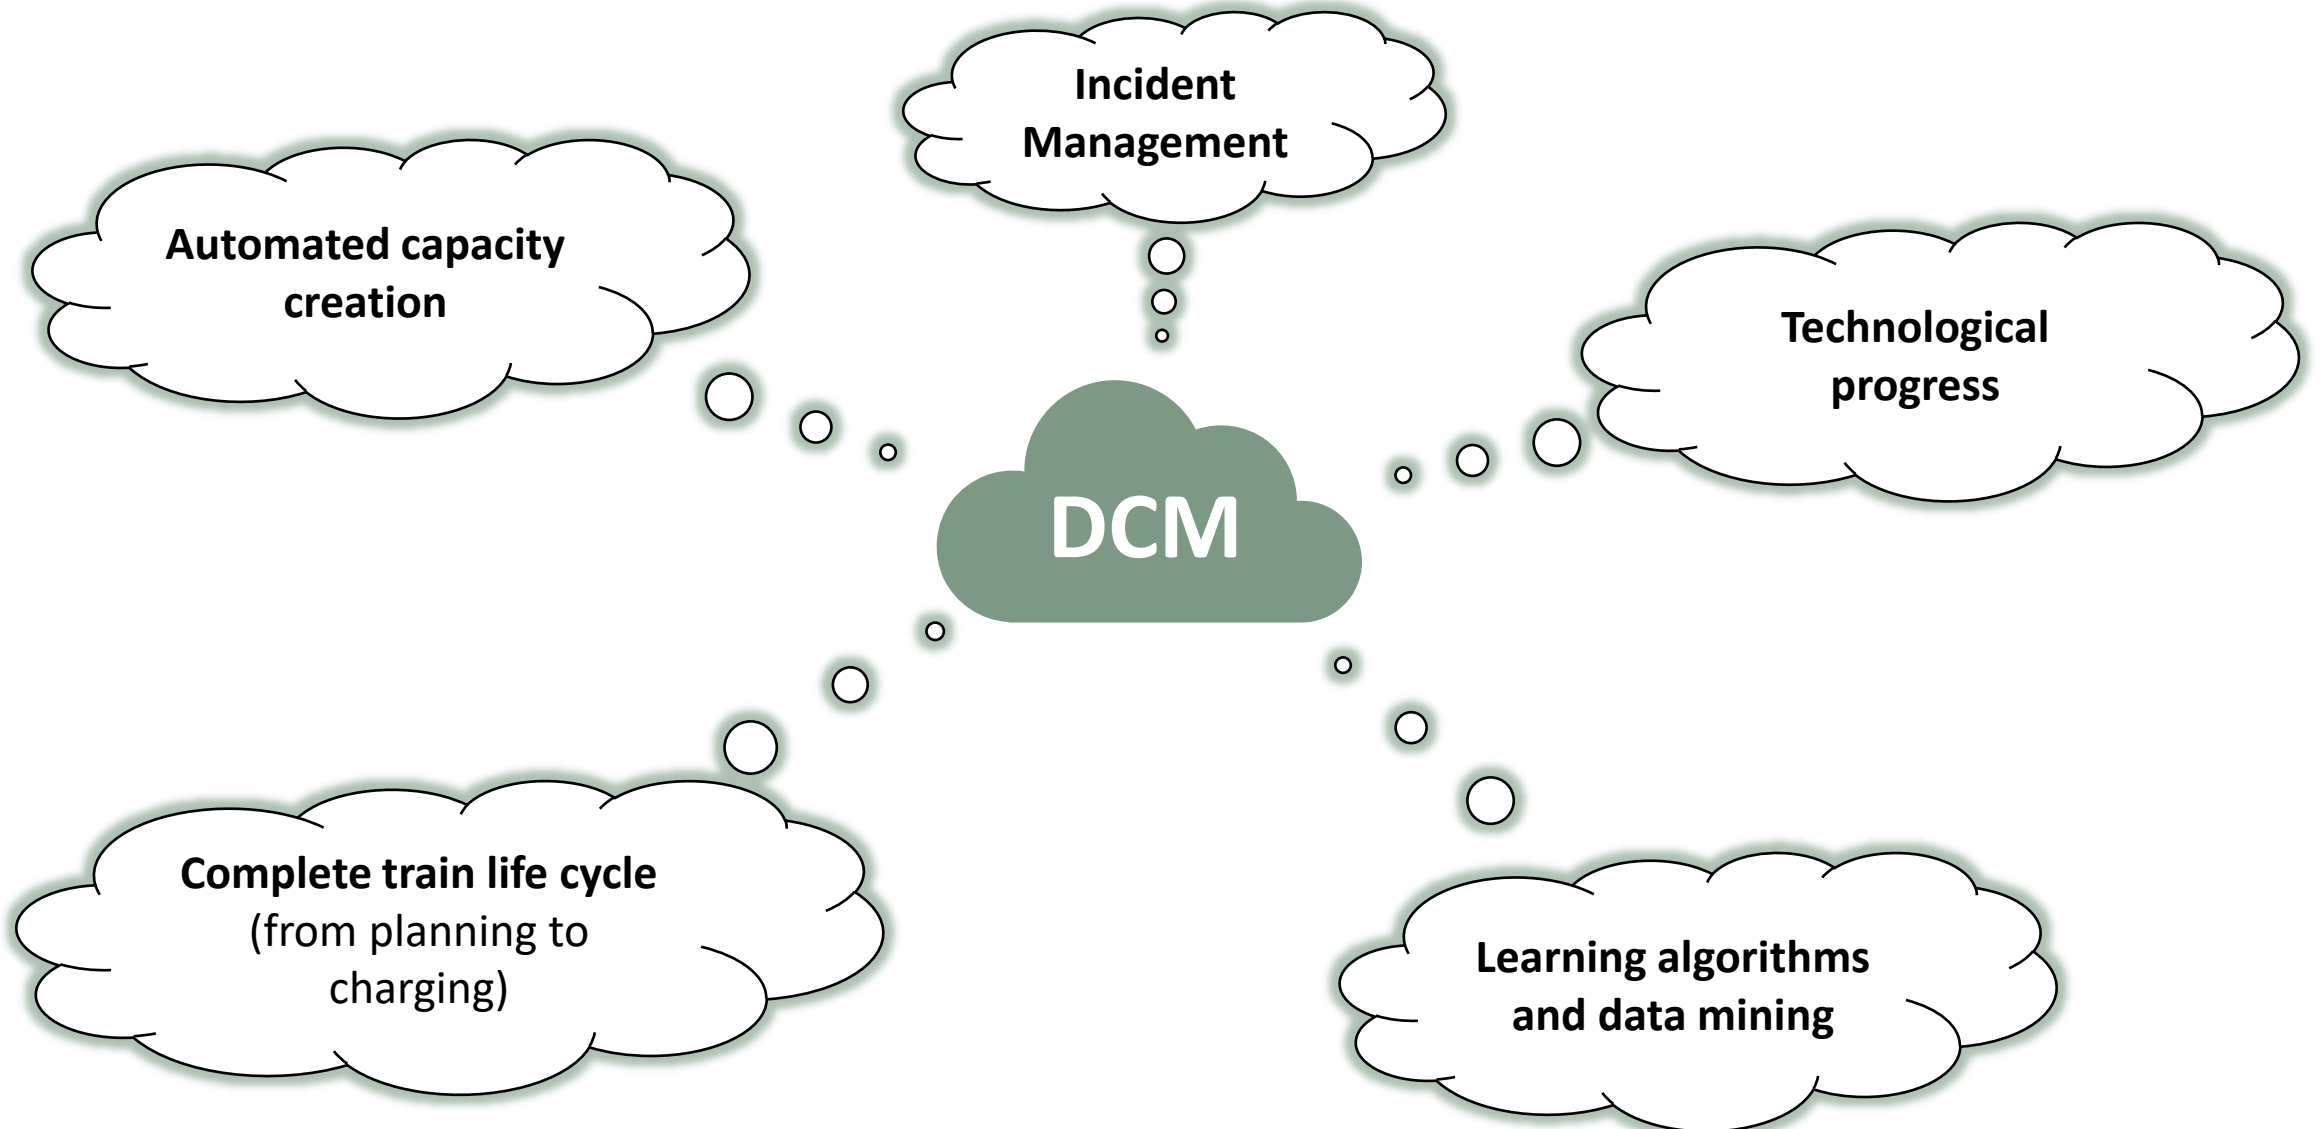 Incident
Management
Automated capacity
creation
Technological
progress
DCM
Complete train life cycle
(from planning to
charging)
Learning algorithms
and data mining